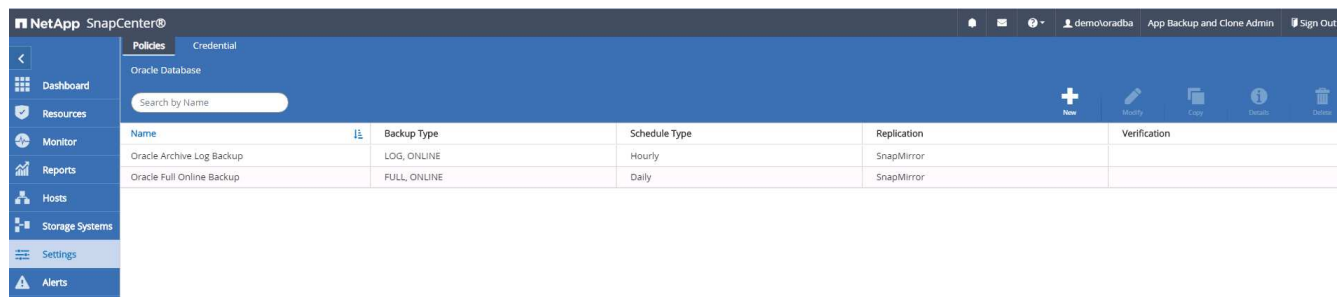 NetApp SnapCenter®
demo\oradba App Backup and Clone Admin Sign Out
Policies Credential
Oracle Database
Search by Name
New Modify Copy Details Delete
Name Backup Type Schedule Type Replication Verification
Oracle Archive Log Backup LOG, ONLINE Hourly SnapMirror
Oracle Full Online Backup FULL, ONLINE Daily SnapMirror
Dashboard
Resources
Monitor
Reports
Hosts
Storage Systems
Settings
Alerts